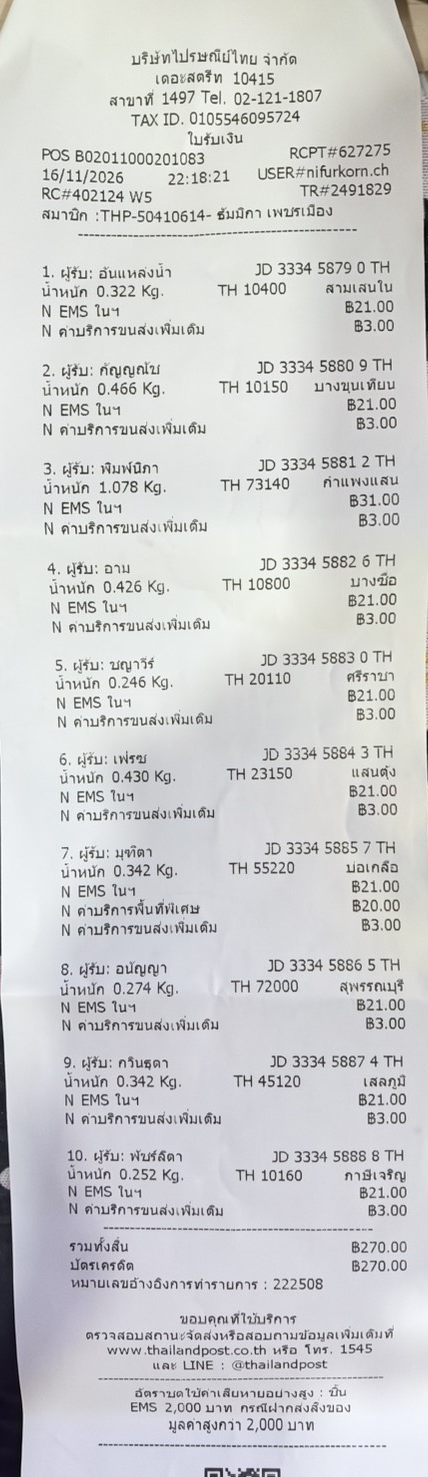 บริษัทไปรษณีย์ไทย จำกัด
เดอะสตรีท 10415
สาขาที่ 1497 Tel. 02-121-1807
TAX ID. 0105546095724
ใบรับเงิน
POS B02011000201083 RCPT#627275
16/11/2026 22:18:21 USER#nifurkorn.ch
RC#402124 W5 TR#2491829
สมาชิก :THP-50410614- ธัมมิกา เพชรเมือง
1. ผู้รับ: อันแหล่งน้ำ JD 3334 5879 0 TH
น้ำหนัก 0.322 Kg. TH 10400 สามเสนใน
N EMS ในฯ ฿21.00
N ค่าบริการขนส่งเพิ่มเติม ฿3.00
2. ผู้รับ: กัญญณัช JD 3334 5880 9 TH
น้ำหนัก 0.466 Kg. TH 10150 บางขุนเทียน
N EMS ในฯ ฿21.00
N ค่าบริการขนส่งเพิ่มเติม ฿3.00
3. ผู้รับ: พิมพ์นิภา JD 3334 5881 2 TH
น้ำหนัก 1.078 Kg. TH 73140 กำแพงแสน
N EMS ในฯ ฿31.00
N ค่าบริการขนส่งเพิ่มเติม ฿3.00
4. ผู้รับ: อาม JD 3334 5882 6 TH
น้ำหนัก 0.426 Kg. TH 10800 บางซื่อ
N EMS ในฯ ฿21.00
N ค่าบริการขนส่งเพิ่มเติม ฿3.00
5. ผู้รับ: ชญาวีร์ JD 3334 5883 0 TH
น้ำหนัก 0.246 Kg. TH 20110 ศรีราชา
N EMS ในฯ ฿21.00
N ค่าบริการขนส่งเพิ่มเติม ฿3.00
6. ผู้รับ: เฟรช JD 3334 5884 3 TH
น้ำหนัก 0.430 Kg. TH 23150 แสนตุ้ง
N EMS ในฯ ฿21.00
N ค่าบริการขนส่งเพิ่มเติม ฿3.00
7. ผู้รับ: มุฑิตา JD 3334 5885 7 TH
น้ำหนัก 0.342 Kg. TH 55220 บ่อเกลือ
N EMS ในฯ ฿21.00
N ค่าบริการพื้นที่พิเศษ ฿20.00
N ค่าบริการขนส่งเพิ่มเติม ฿3.00
8. ผู้รับ: อนัญญา JD 3334 5886 5 TH
น้ำหนัก 0.274 Kg. TH 72000 สุพรรณบุรี
N EMS ในฯ ฿21.00
N ค่าบริการขนส่งเพิ่มเติม ฿3.00
9. ผู้รับ: กวินธุดา JD 3334 5887 4 TH
น้ำหนัก 0.342 Kg. TH 45120 เสลภูมิ
N EMS ในฯ ฿21.00
N ค่าบริการขนส่งเพิ่มเติม ฿3.00
10. ผู้รับ: พัชร์ลิตา JD 3334 5888 8 TH
น้ำหนัก 0.252 Kg. TH 10160 ภาษีเจริญ
N EMS ในฯ ฿21.00
N ค่าบริการขนส่งเพิ่มเติม ฿3.00
รวมทั้งสิ้น ฿270.00
บัตรเครดิต ฿270.00
หมายเลขอ้างอิงการทำรายการ : 222508
ขอบคุณที่ใช้บริการ
ตรวจสอบสถานะจัดส่งหรือสอบถามข้อมูลเพิ่มเติมที่
www.thailandpost.co.th หรือ โทร. 1545
และ LINE : @thailandpost
อัตราชดใช้ค่าเสียหายอย่างสูง : ชิ้น
EMS 2,000 บาท กรณีฝากส่งสิ่งของ
มูลค่าสูงกว่า 2,000 บาท